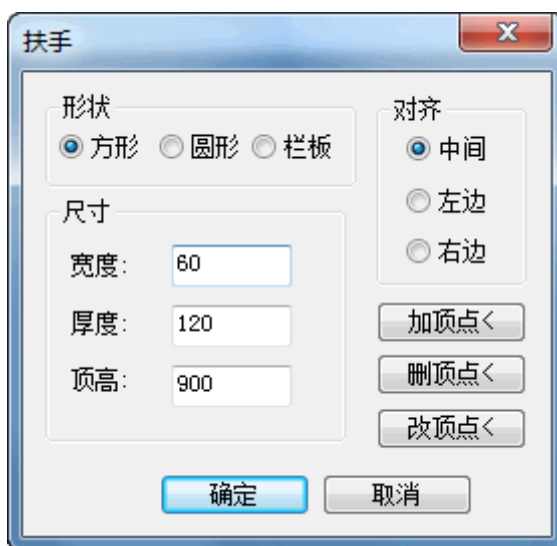 扶手
形状
方形 圆形 栏板
对齐
中间
左边
右边
尺寸
宽度: 60
厚度: 120
顶高: 900
加顶点<
删顶点<
改顶点<
确定 取消